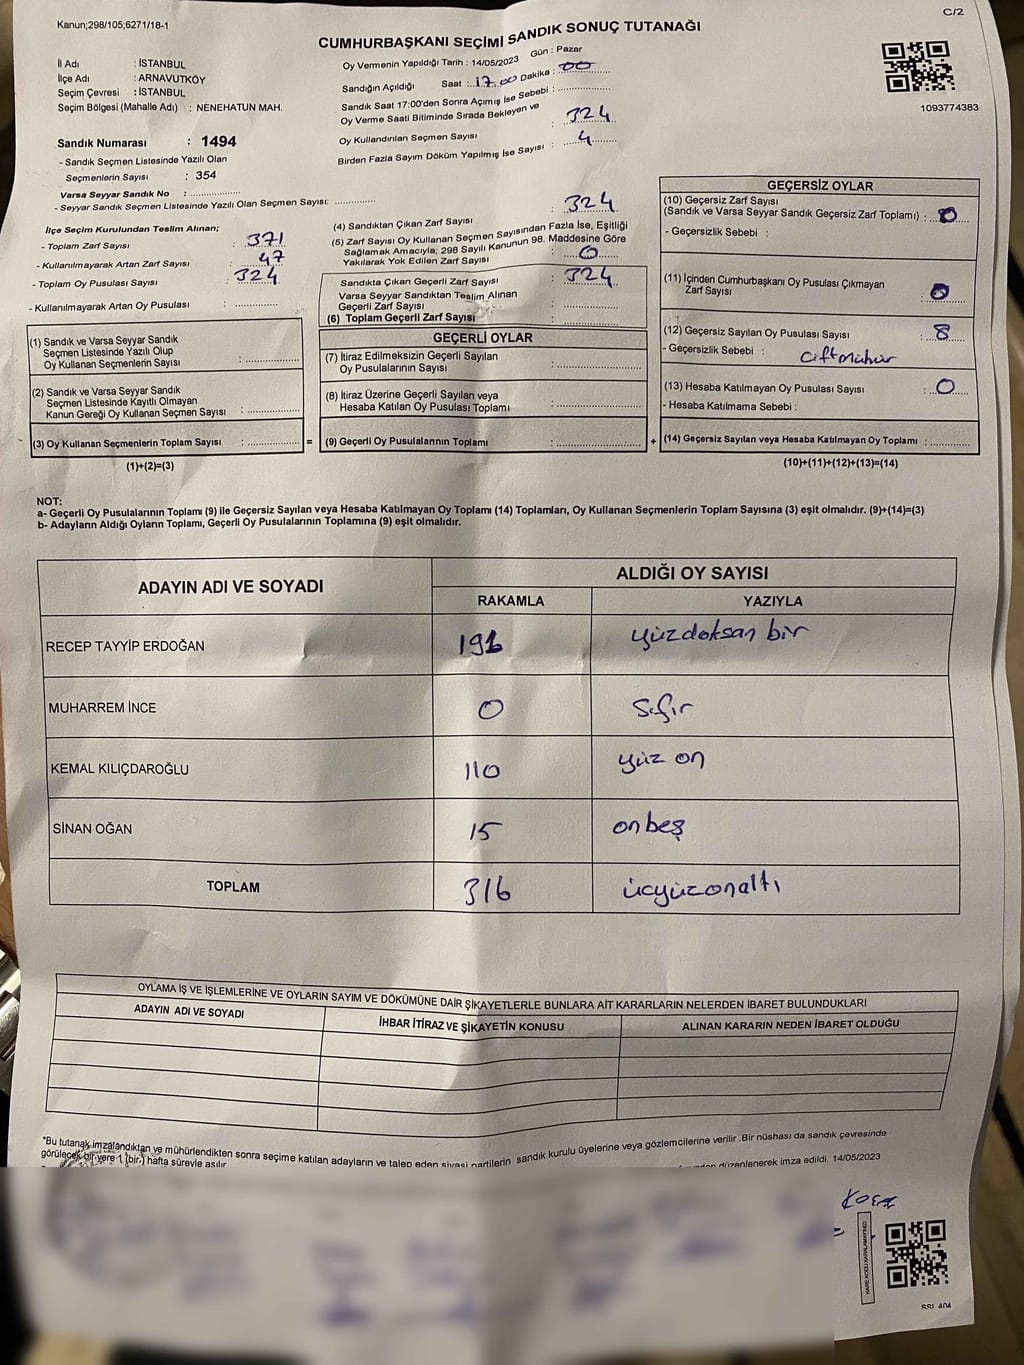 Kanun;298/105;6271/18-1
C/2
CUMHURBAŞKANI SEÇİMİ SANDIK SONUÇ TUTANAĞI
İl Adı : İSTANBUL
İlçe Adı : ARNAVUTKÖY
Seçim Çevresi : İSTANBUL
Seçim Bölgesi (Mahalle Adı) : NENEHATUN MAH.
Oy Vermenin Yapıldığı Tarih : 14/05/2023 Gün : Pazar
Sandığın Açıldığı Saat : 17.00 Dakika : 00
Sandık Saat 17:00'den Sonra Açımış İse Sebebi :
Oy Verme Saati Bitiminde Sırada Bekleyen ve
Oy Kullandırılan Seçmen Sayısı : 324
Birden Fazla Sayım Döküm Yapılmış İse Sayısı : 4
1093774383
Sandık Numarası : 1494
- Sandık Seçmen Listesinde Yazılı Olan
Seçmenlerin Sayısı : 354
Varsa Seyyar Sandık No :
- Seyyar Sandık Seçmen Listesinde Yazılı Olan Seçmen Sayısı:
İlçe Seçim Kurulundan Teslim Alınan;
- Toplam Zarf Sayısı : 371
- Kullanılmayarak Artan Zarf Sayısı : 47
- Toplam Oy Pusulası Sayısı : 324
- Kullanılmayarak Artan Oy Pusulası :
(4) Sandıktan Çıkan Zarf Sayısı : 324
(5) Zarf Sayısı Oy Kullanan Seçmen Sayısından Fazla İse, Eşitliği
Sağlamak Amacıyla; 298 Sayılı Kanunun 98. Maddesine Göre
Yakılarak Yok Edilen Zarf Sayısı : 0
Sandıkta Çıkan Geçerli Zarf Sayısı : 324
Varsa Seyyar Sandıktan Teslim Alınan
Geçerli Zarf Sayısı :
(6) Toplam Geçerli Zarf Sayısı :
GEÇERSİZ OYLAR
(10) Geçersiz Zarf Sayısı
(Sandık ve Varsa Seyyar Sandık Geçersiz Zarf Toplamı) : 0
- Geçersizlik Sebebi :
(11) İçinden Cumhurbaşkanı Oy Pusulası Çıkmayan
Zarf Sayısı : 0
(12) Geçersiz Sayılan Oy Pusulası Sayısı : 8
- Geçersizlik Sebebi : Çift mühür
(13) Hesaba Katılmayan Oy Pusulası Sayısı : 0
- Hesaba Katılmama Sebebi :
(14) Geçersiz Sayılan veya Hesaba Katılmayan Oy Toplamı :
(10)+(11)+(12)+(13)=(14)
(1) Sandık ve Varsa Seyyar Sandık
Seçmen Listesinde Yazılı Olup
Oy Kullanan Seçmenlerin Sayısı :
(2) Sandık ve Varsa Seyyar Sandık
Seçmen Listesinde Kayıtlı Olmayan
Kanun Gereği Oy Kullanan Seçmen Sayısı :
(3) Oy Kullanan Seçmenlerin Toplam Sayısı : =
(1)+(2)=(3)
GEÇERLİ OYLAR
(7) İtiraz Edilmeksizin Geçerli Sayılan
Oy Pusulalarının Sayısı :
(8) İtiraz Üzerine Geçerli Sayılan veya
Hesaba Katılan Oy Pusulası Toplamı :
(9) Geçerli Oy Pusulalarının Toplamı : +
NOT:
a- Geçerli Oy Pusulalarının Toplamı (9) ile Geçersiz Sayılan veya Hesaba Katılmayan Oy Toplamı (14) Toplamları, Oy Kullanan Seçmenlerin Toplam Sayısına (3) eşit olmalıdır. (9)+(14)=(3)
b- Adayların Aldığı Oyların Toplamı, Geçerli Oy Pusulalarının Toplamına (9) eşit olmalıdır.
ADAYIN ADI VE SOYADI
ALDIĞI OY SAYISI
RAKAMLA YAZIYLA
RECEP TAYYİP ERDOĞAN 191 yüzdoksan bir
MUHARREM İNCE 0 sıfır
KEMAL KILIÇDAROĞLU 110 yüz on
SİNAN OĞAN 15 on beş
TOPLAM 316 üçyüzonaltı
OYLAMA İŞ VE İŞLEMLERİNE VE OYLARIN SAYIM VE DÖKÜMÜNE DAİR ŞİKAYETLERLE BUNLARA AİT KARARLARIN NELERDEN İBARET BULUNDUKLARI
ADAYIN ADI VE SOYADI İHBAR İTİRAZ VE ŞİKAYETİN KONUSU ALINAN KARARIN NEDEN İBARET OLDUĞU
*Bu tutanak imzalandıktan ve mühürlendikten sonra seçime katılan adayların ve talep eden siyasi partilerin sandık kurulu üyelerine veya gözlemcilerine verilir .Bir nüshası da sandık çevresinde
görülecek bir yere 1 (bir) hafta süreyle asılır
düzenlenerek imza edildi. 14/05/2023
KARE KODU KARALAMAYINIZ!